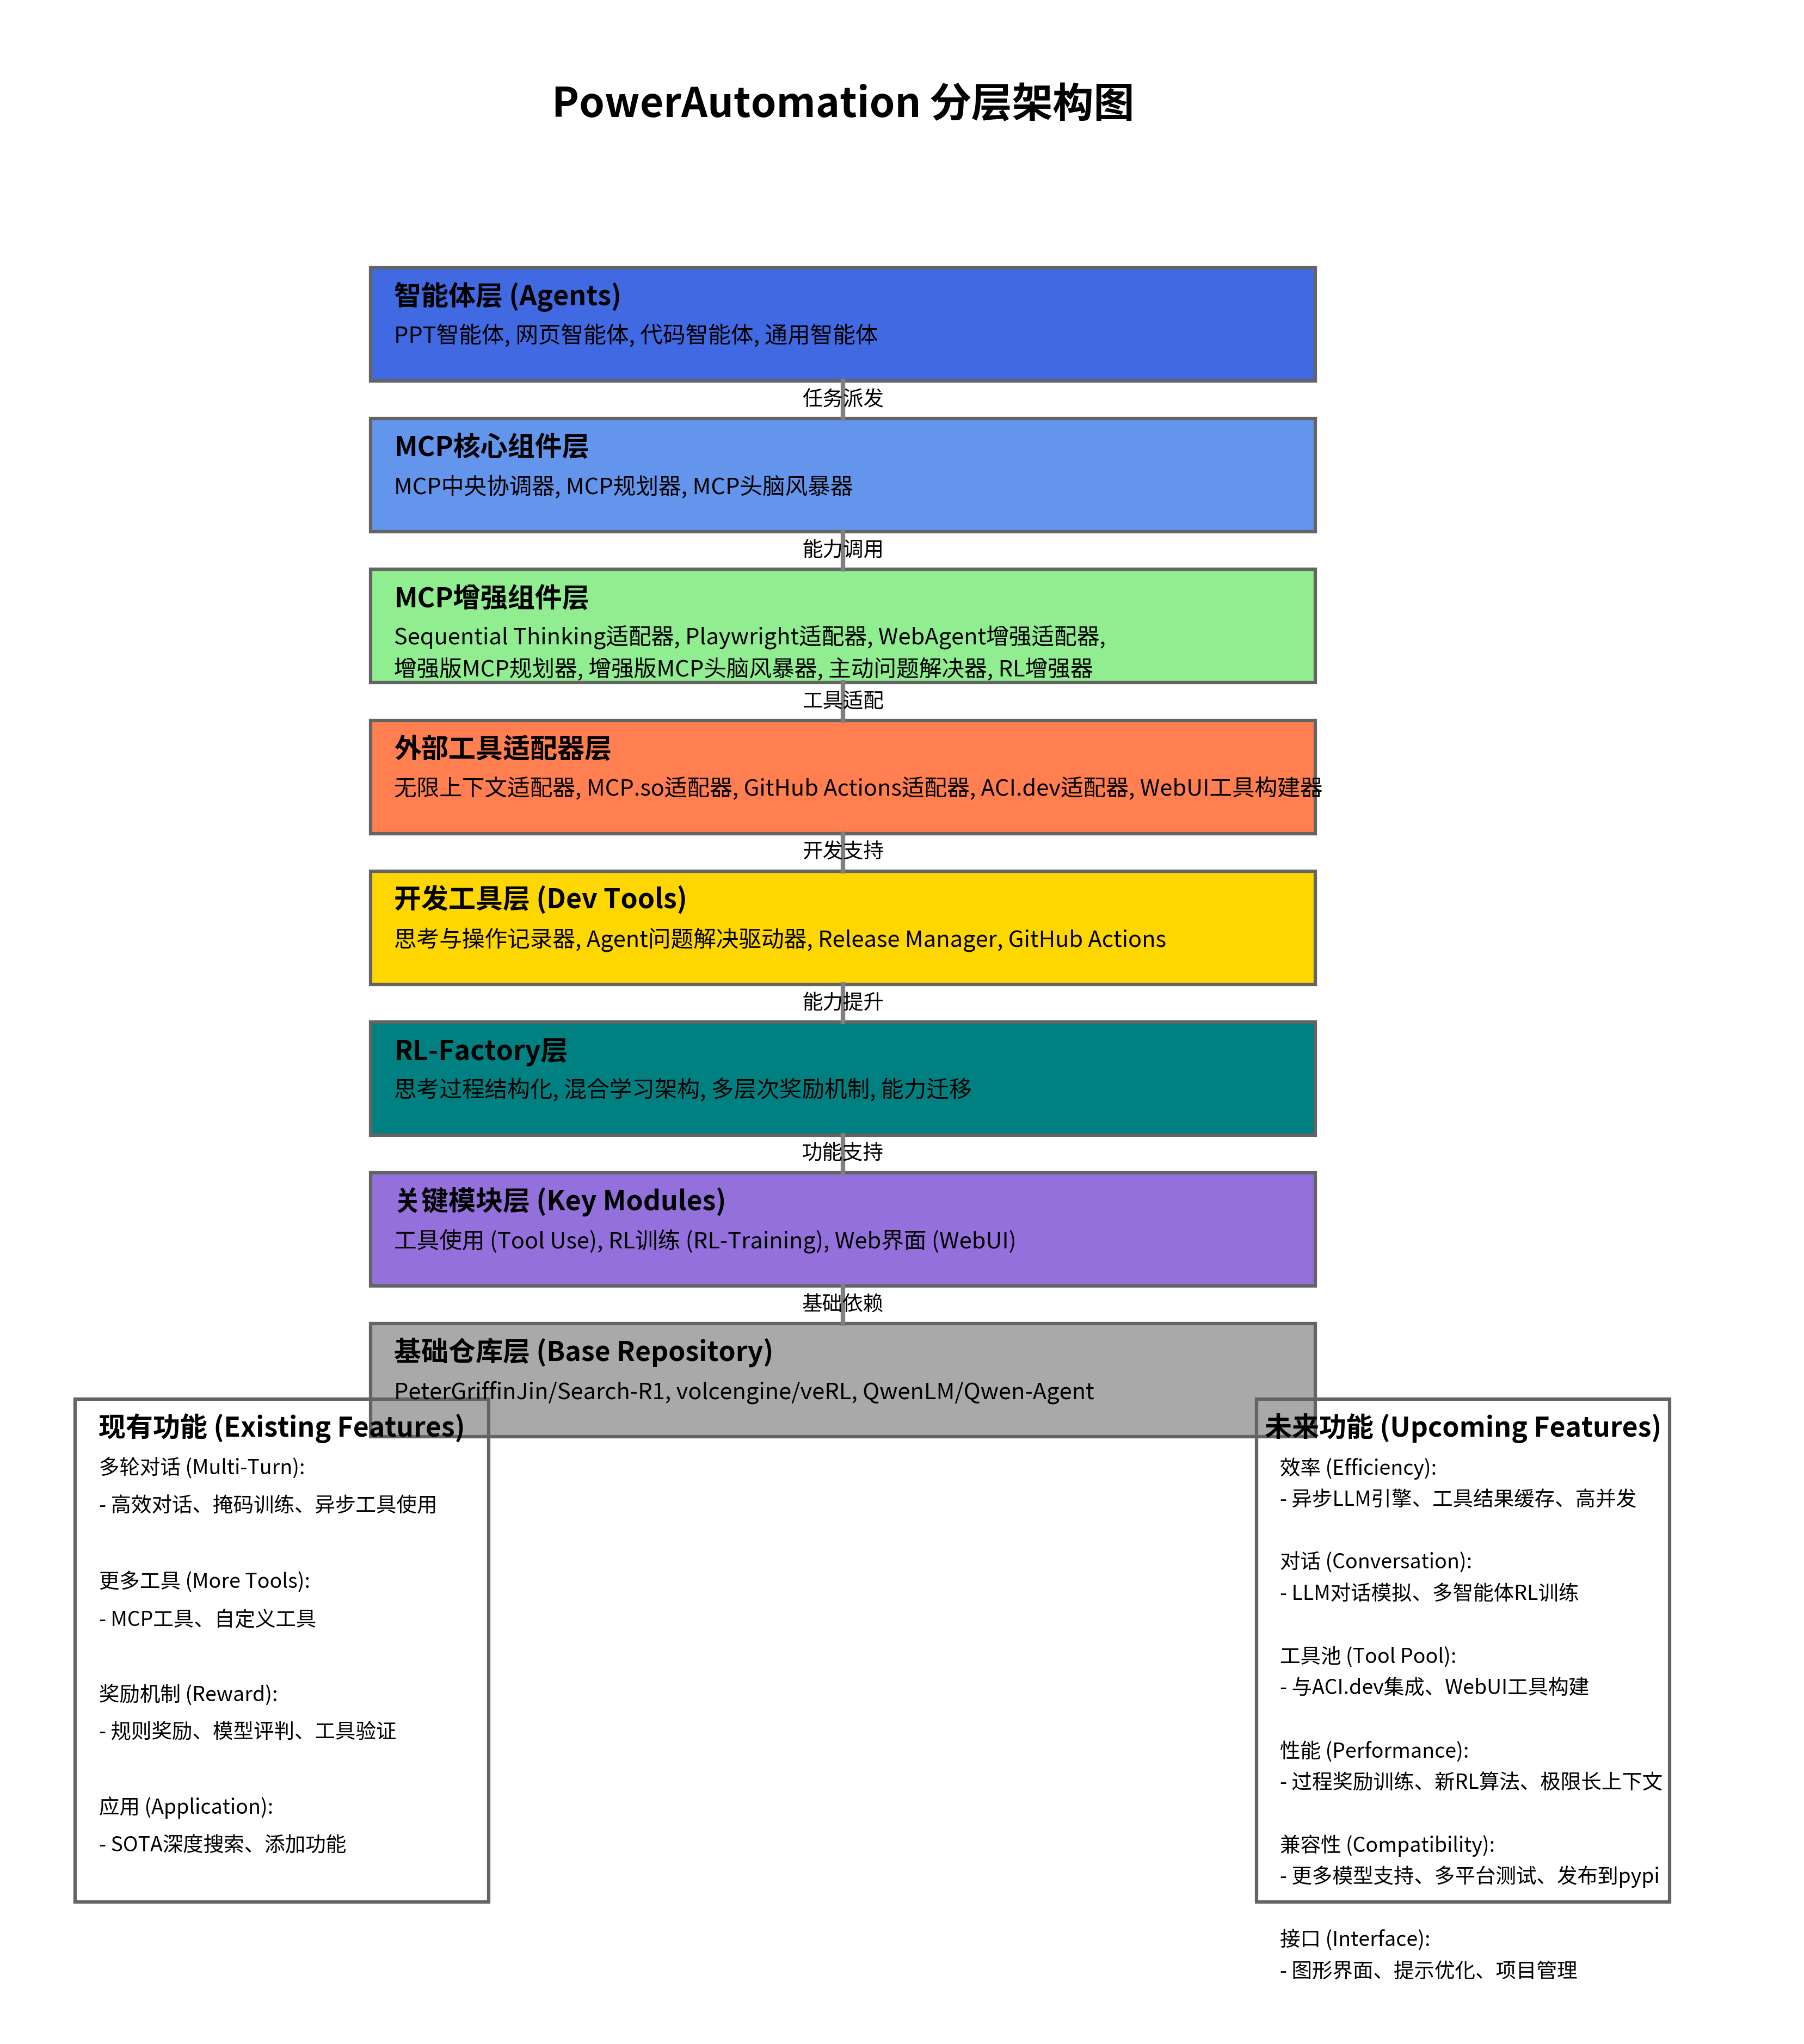 PowerAutomation 分层架构图
智能体层 (Agents)
PPT智能体, 网页智能体, 代码智能体, 通用智能体
任务派发
MCP核心组件层
MCP中央协调器, MCP规划器, MCP头脑风暴器
能力调用
MCP增强组件层
Sequential Thinking适配器, Playwright适配器, WebAgent增强适配器,
增强版MCP规划器, 增强版MCP头脑风暴器, 主动问题解决器, RL增强器
工具适配
外部工具适配器层
无限上下文适配器, MCP.so适配器, GitHub Actions适配器, ACI.dev适配器, WebUI工具构建器
开发支持
开发工具层 (Dev Tools)
思考与操作记录器, Agent问题解决驱动器, Release Manager, GitHub Actions
能力提升
RL-Factory层
思考过程结构化, 混合学习架构, 多层次奖励机制, 能力迁移
功能支持
关键模块层 (Key Modules)
工具使用 (Tool Use), RL训练 (RL-Training), Web界面 (WebUI)
基础依赖
基础仓库层 (Base Repository)
PeterGriffinJin/Search-R1, volcengine/veRL, QwenLM/Qwen-Agent
现有功能 (Existing Features)
多轮对话 (Multi-Turn):
- 高效对话、掩码训练、异步工具使用
更多工具 (More Tools):
- MCP工具、自定义工具
奖励机制 (Reward):
- 规则奖励、模型评判、工具验证
应用 (Application):
- SOTA深度搜索、添加功能
未来功能 (Upcoming Features)
效率 (Efficiency):
- 异步LLM引擎、工具结果缓存、高并发
对话 (Conversation):
- LLM对话模拟、多智能体RL训练
工具池 (Tool Pool):
- 与ACI.dev集成、WebUI工具构建
性能 (Performance):
- 过程奖励训练、新RL算法、极限长上下文
兼容性 (Compatibility):
- 更多模型支持、多平台测试、发布到pypi
接口 (Interface):
- 图形界面、提示优化、项目管理